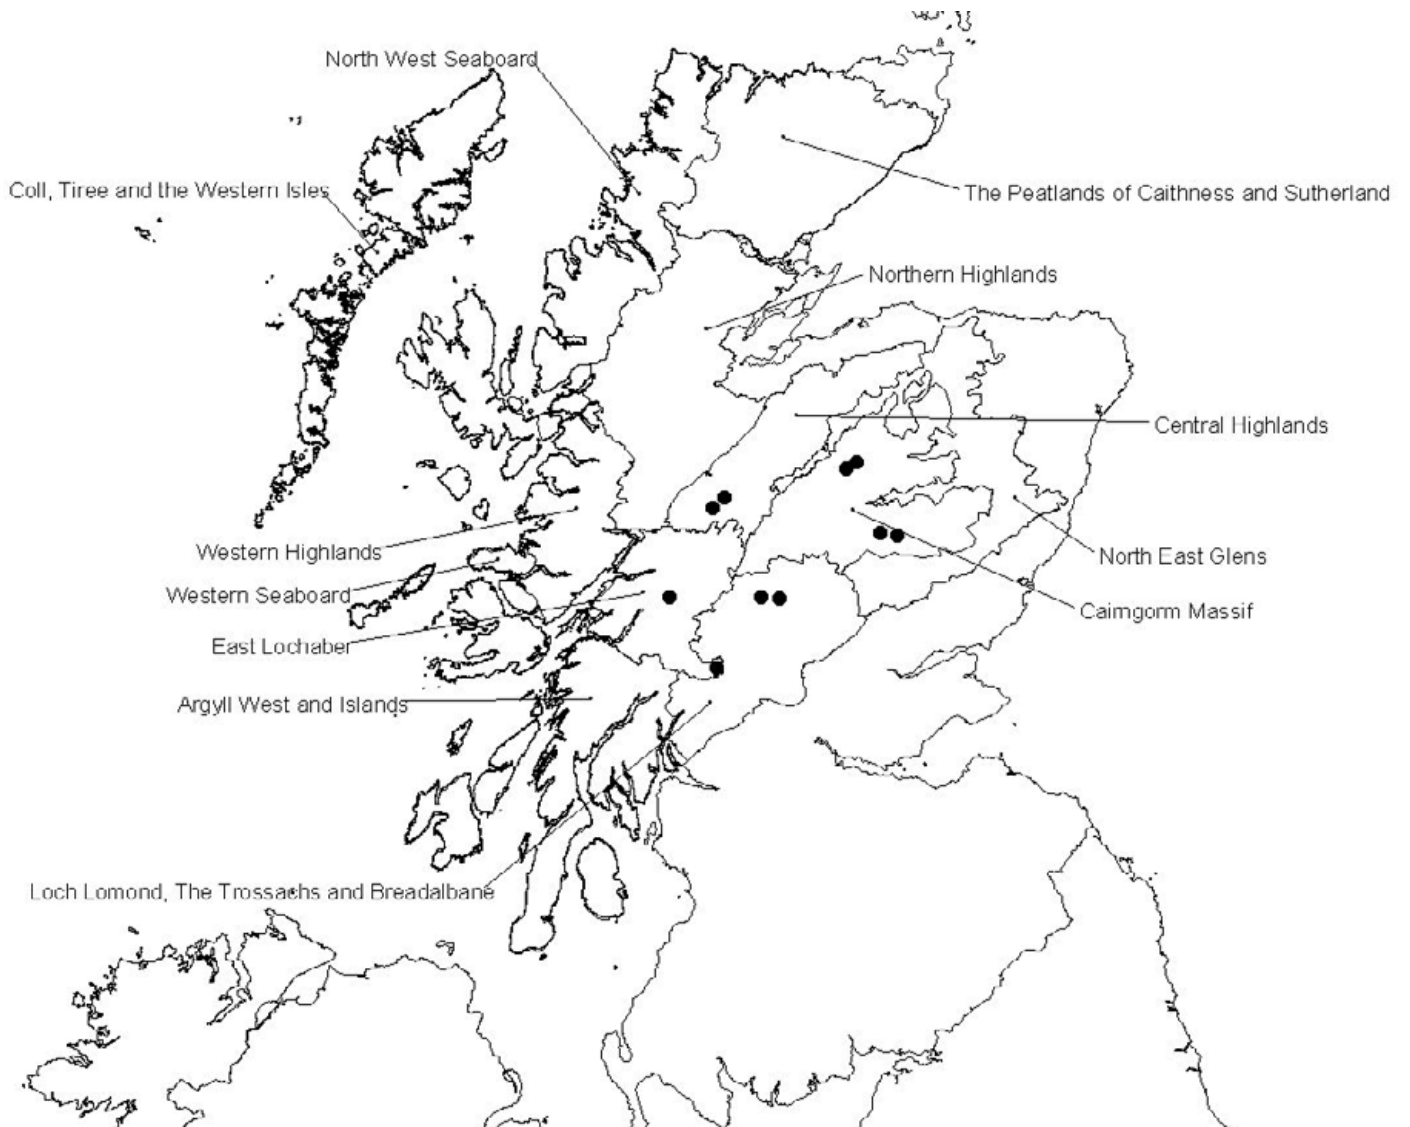 North West Seaboard
Coll, Tiree and the Western Isles
The Peatlands of Caithness and Sutherland
Northern Highlands
Central Highlands
Western Highlands
North East Glens
Western Seaboard
Cairngorm Massif
East Lochaber
Argyll West and Islands
Loch Lomond, The Trossachs and Breadalbane